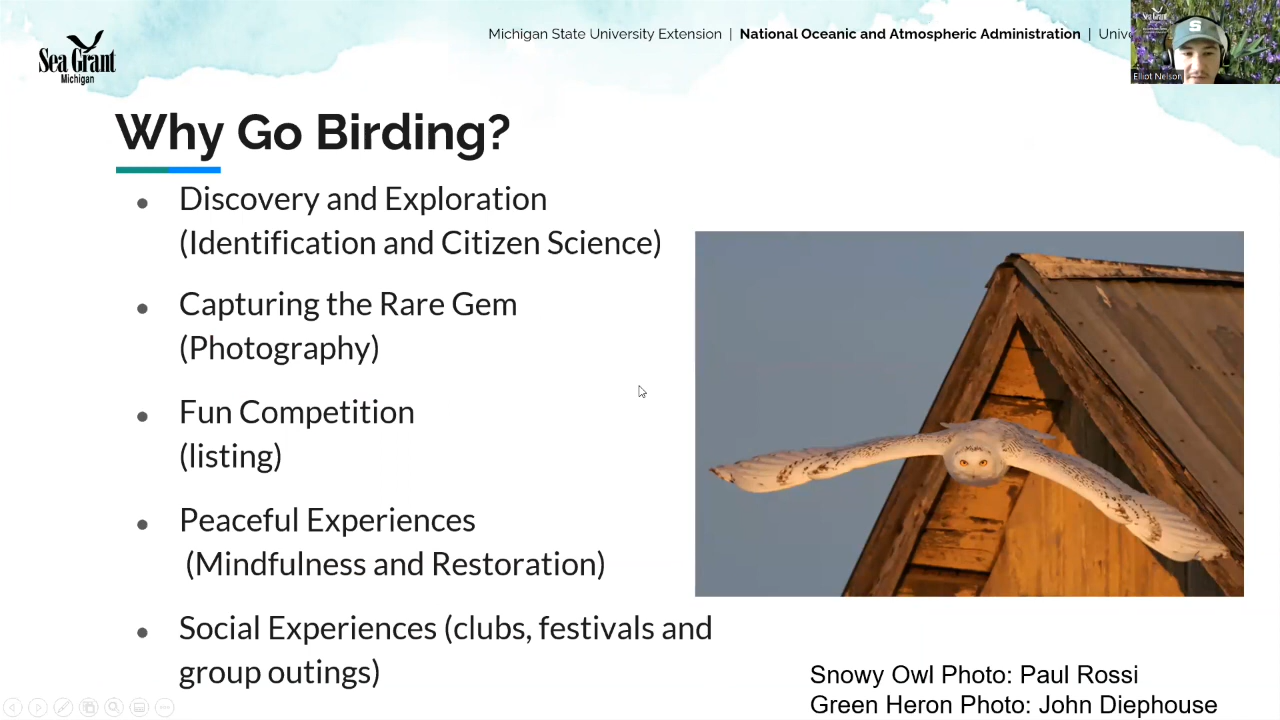 Sea Grant
Michigan
Michigan State University Extension | National Oceanic and Atmospheric Administration |
Sea Grant
S
Elliot Nelson
Why Go Birding?
Discovery and Exploration
(Identification and Citizen Science)
Capturing the Rare Gem
(Photography)
Fun Competition
(listing)
Peaceful Experiences
(Mindfulness and Restoration)
Social Experiences (clubs, festivals and
group outings)
Snowy Owl Photo: Paul Rossi
Green Heron Photo: John Diephouse